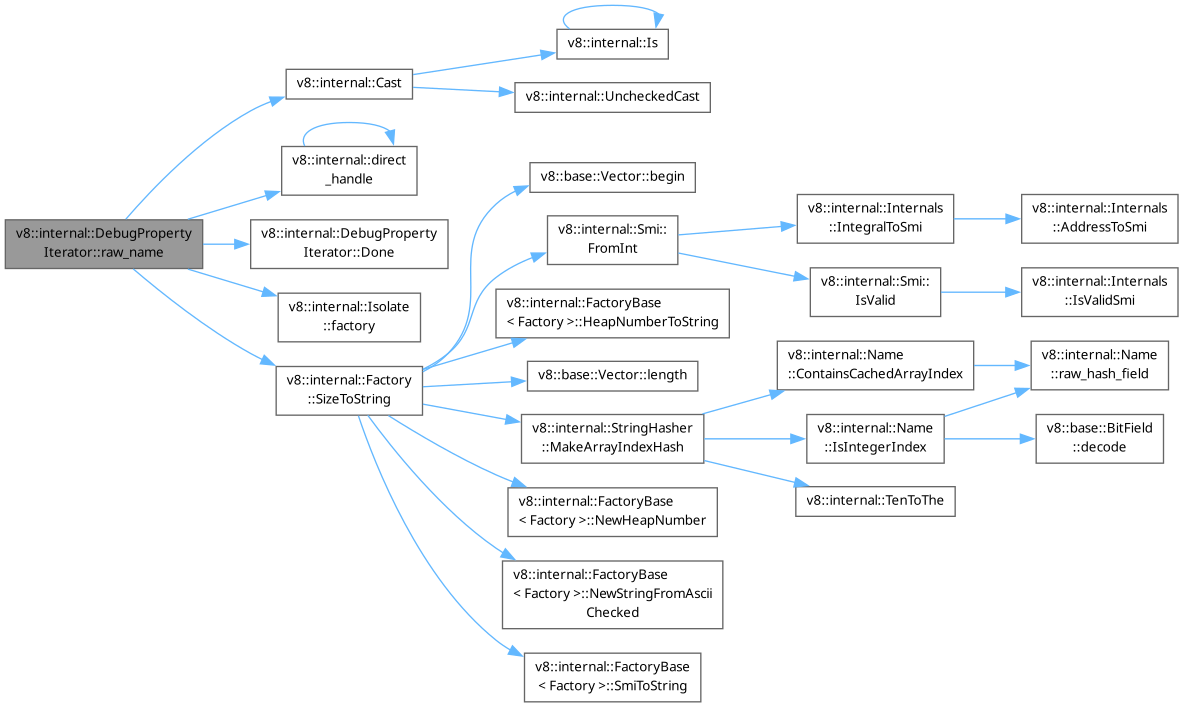 v8::internal::DebugProperty
Iterator::raw_name
v8::internal::Cast
v8::internal::Is
v8::internal::UncheckedCast
v8::internal::direct
_handle
v8::internal::DebugProperty
Iterator::Done
v8::internal::Isolate
::factory
v8::internal::Factory
::SizeToString
v8::base::Vector::begin
v8::internal::Smi::
FromInt
v8::internal::Internals
::IntegralToSmi
v8::internal::Internals
::AddressToSmi
v8::internal::Smi::
IsValid
v8::internal::Internals
::IsValidSmi
v8::internal::FactoryBase
< Factory >::HeapNumberToString
v8::base::Vector::length
v8::internal::StringHasher
::MakeArrayIndexHash
v8::internal::Name
::ContainsCachedArrayIndex
v8::internal::Name
::raw_hash_field
v8::internal::Name
::IsIntegerIndex
v8::base::BitField
::decode
v8::internal::TenToThe
v8::internal::FactoryBase
< Factory >::NewHeapNumber
v8::internal::FactoryBase
< Factory >::NewStringFromAscii
Checked
v8::internal::FactoryBase
< Factory >::SmiToString